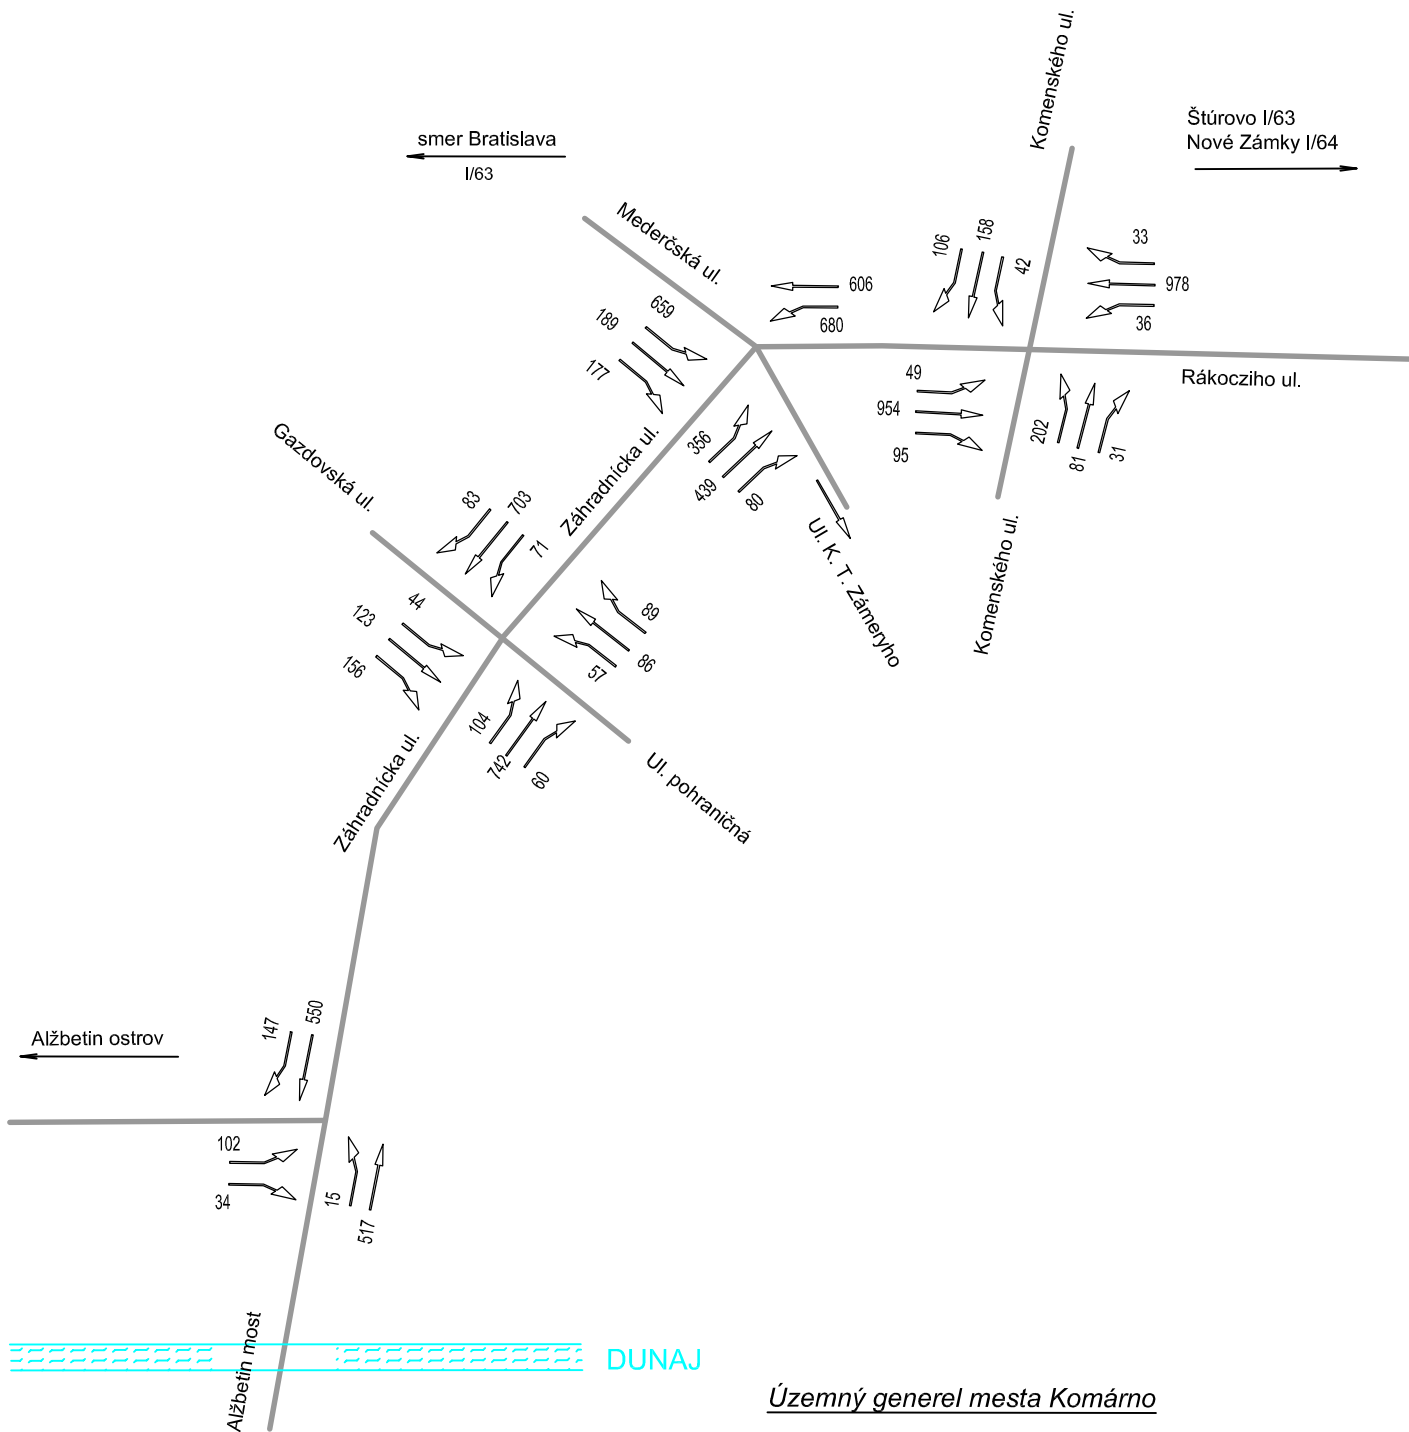 Komenského ul.
Štúrovo I/63
Nové Zámky I/64
smer Bratislava
I/63
Mederčská ul.
106
158
42
33
978
36
606
680
659
189
177
49
954
95
Rákocziho ul.
202
81
31
356
439
80
Záhradnícka ul.
Gazdovská ul.
83
703
71
Ul. K. T. Zámeryho
Komenského ul.
44
123
156
89
86
57
104
742
60
Záhradnícka ul.
Ul. pohraničná
147
550
Alžbetin ostrov
102
34
15
517
Alžbetin most
DUNAJ
Územný generel mesta Komárno